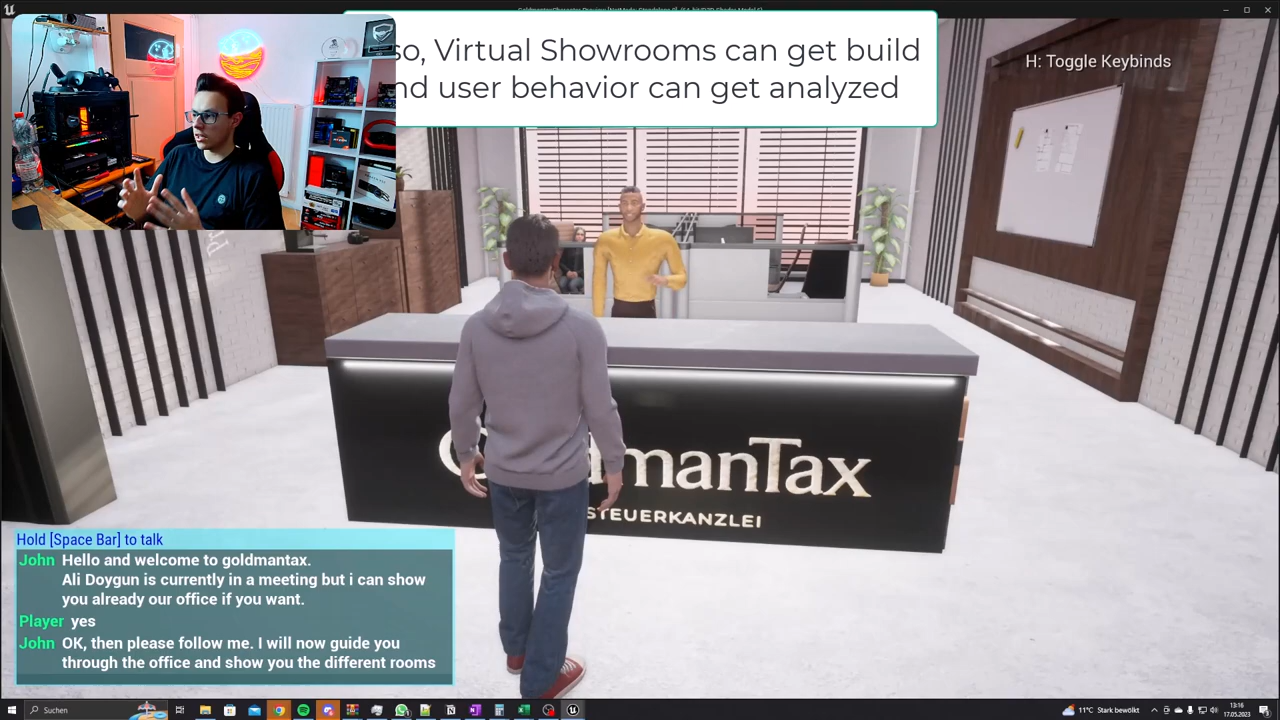 so, Virtual Showrooms can get build
nd user behavior can get analyzed
H: Toggle Keybinds
manTax
STEUERKANZLEI
Hold [Space Bar] to talk
John Hello and welcome to goldmantax.
Ali Doygun is currently in a meeting but i can show
you already our office if you want.
Player yes
John OK, then please follow me. I will now guide you
through the office and show you the different rooms
Suchen
11°C Stark bewölkt
13:16
17.05.2023